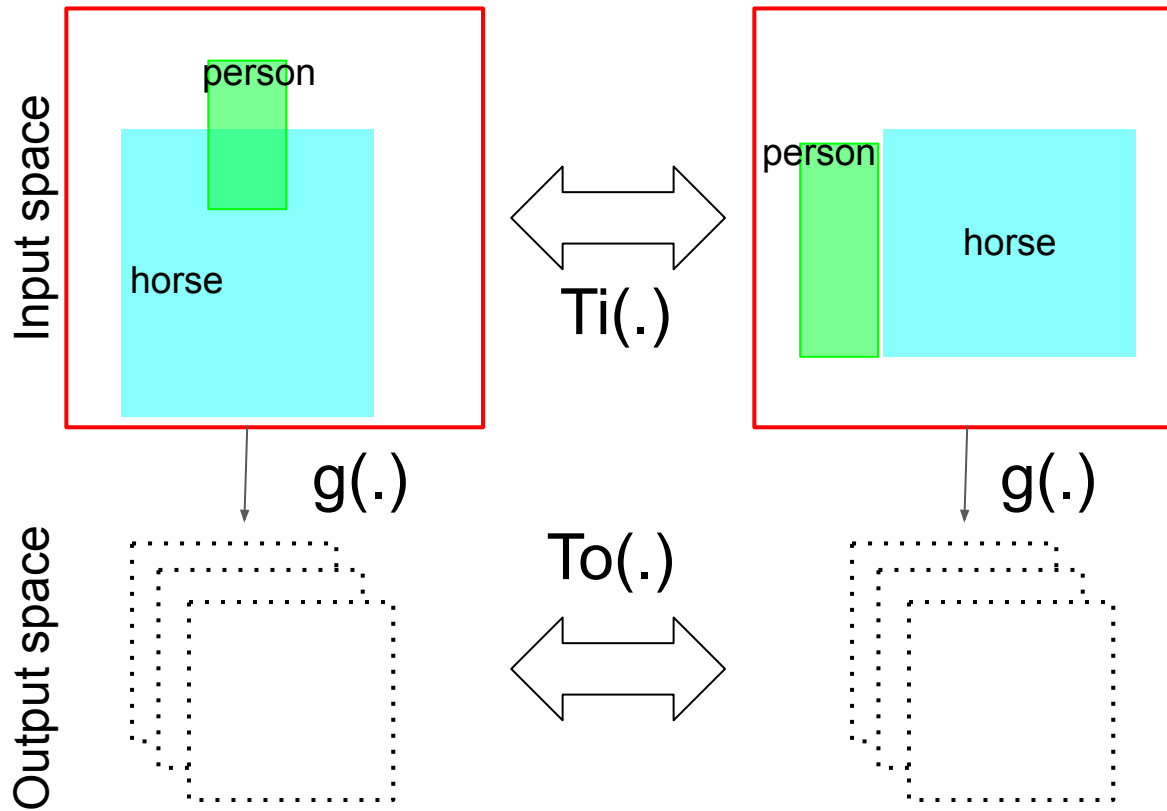 Input space
person
horse
Ti(.)
person
horse
g(.)
g(.)
Output space
To(.)